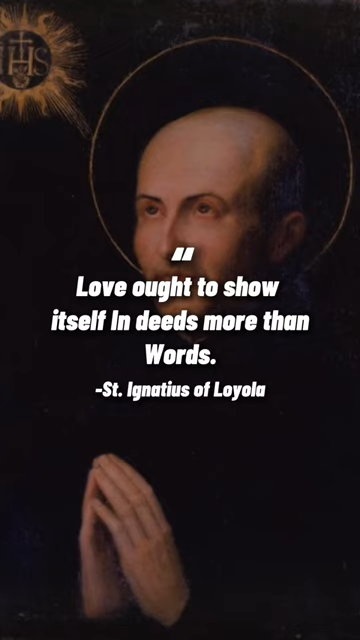 IHS
"
Love ought to show
itself In deeds more than
Words.
-St. Ignatius of Loyola